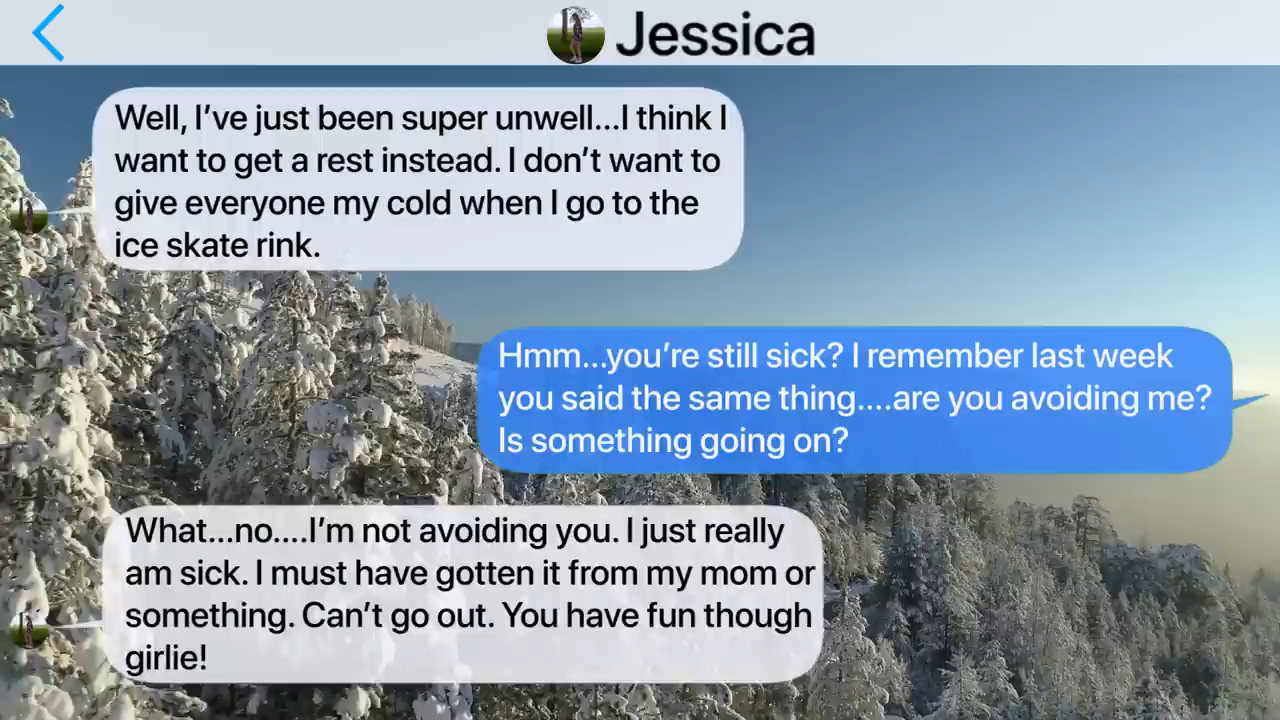 Jessica
Well, I’ve just been super unwell...I think I
want to get a rest instead. I don’t want to
give everyone my cold when I go to the
ice skate rink.
Hmm...you’re still sick? I remember last week
you said the same thing....are you avoiding me?
Is something going on?
What...no....I’m not avoiding you. I just really
am sick. I must have gotten it from my mom or
something. Can’t go out. You have fun though
girlie!